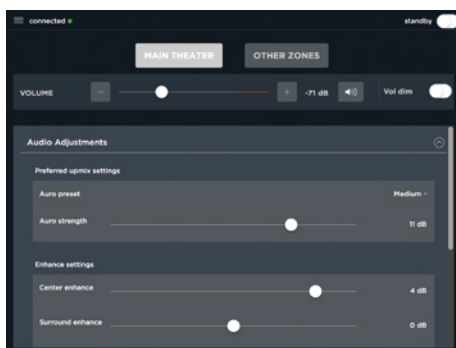 connected
standby
MAIN THEATER OTHER ZONES
VOLUME - + -71 dB Vol dim
Audio Adjustments
Preferred upmix settings
Auro preset Medium
Auro strength 11 dB
Enhance settings
Center enhance 4 dB
Surround enhance 0 dB